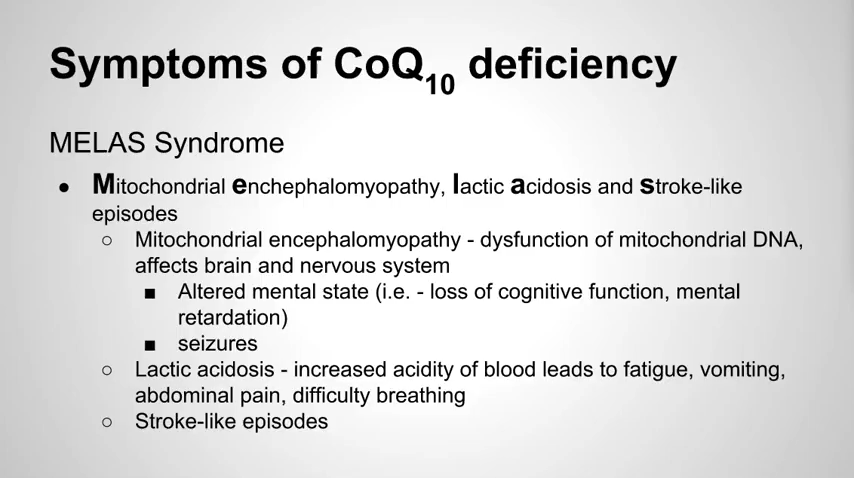 Symptoms of CoQ10 deficiency
MELAS Syndrome
● Mitochondrial enchephalomyopathy, lactic acidosis and stroke-like
episodes
○ Mitochondrial encephalomyopathy - dysfunction of mitochondrial DNA,
affects brain and nervous system
■ Altered mental state (i.e. - loss of cognitive function, mental
retardation)
■ seizures
○ Lactic acidosis - increased acidity of blood leads to fatigue, vomiting,
abdominal pain, difficulty breathing
○ Stroke-like episodes